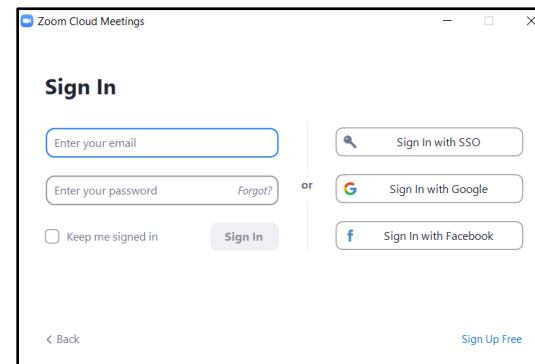 Zoom Cloud Meetings
Sign In
Enter your email
Enter your password Forgot?
Keep me signed in Sign In
or
Sign In with SSO
Sign In with Google
Sign In with Facebook
< Back
Sign Up Free